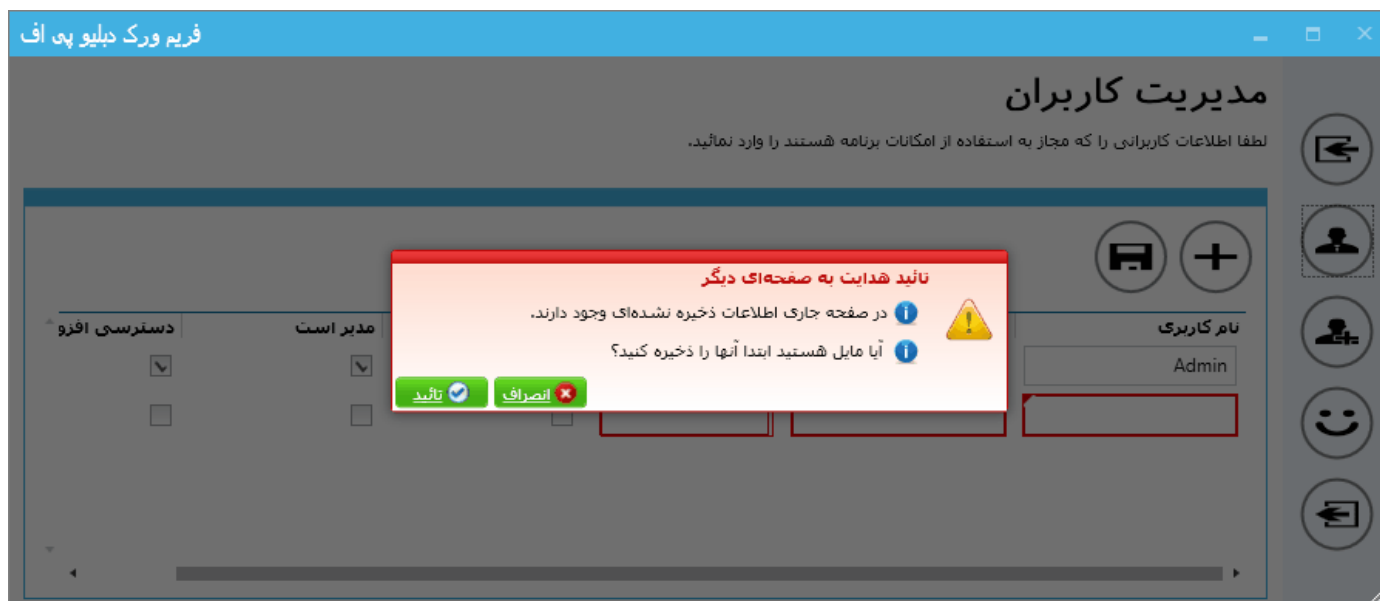 فریم ورک دبلیو پی اف
مدیریت کاربران
لطفا اطلاعات کاربرانی را که مجاز به استفاده از امکانات برنامه هستند را وارد نمائید.
تائید هدایت به صفحه‌ای دیگر
در صفحه جاری اطلاعات ذخیره نشده‌ای وجود دارند.
آیا مایل هستید ابتدا آنها را ذخیره کنید؟
انصراف تائید
نام کاربری مدیر است دسترسی افزو
Admin